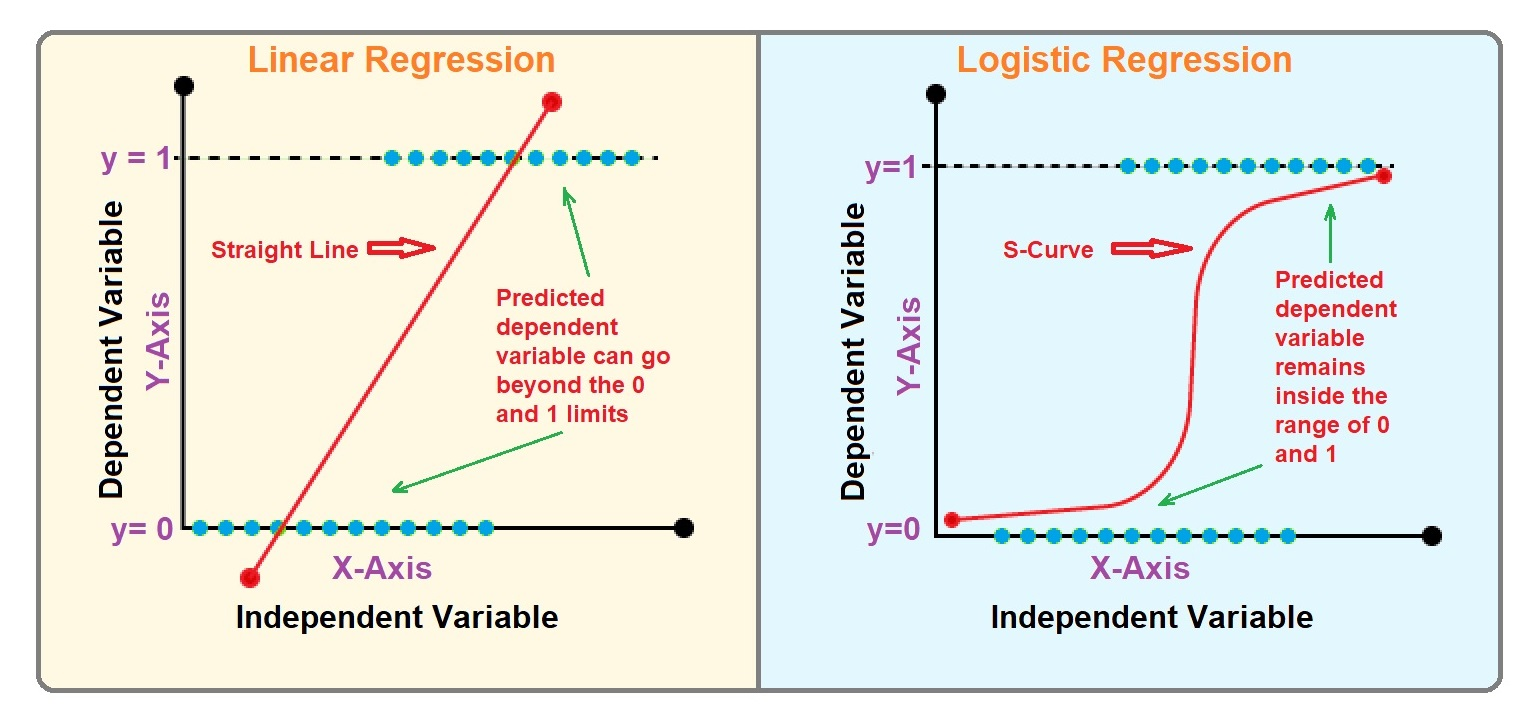 Linear Regression
y = 1
Dependent Variable
Y-Axis
Straight Line
Predicted
dependent
variable can go
beyond the 0
and 1 limits
y= 0
X-Axis
Independent Variable
Logistic Regression
y=1
Dependent Variable
Y-Axis
S-Curve
Predicted
dependent
variable
remains
inside the
range of 0
and 1
y=0
X-Axis
Independent Variable